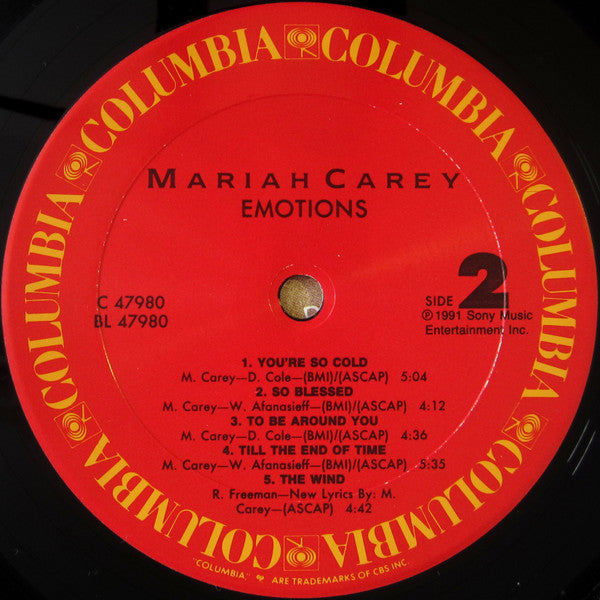 COLUMBIA COLUMBIA COLUMBIA COLUMBIA COLUMBIA COLUMBIA COLUMBIA COLUMBIA
MARIAH CAREY
EMOTIONS
C 47980
BL 47980
SIDE 2
℗ 1991 Sony Music
Entertainment Inc.
1. YOU'RE SO COLD
M. Carey—D. Cole—(BMI)/(ASCAP) 5:04
2. SO BLESSED
M. Carey—W. Afanasieff—(BMI)/(ASCAP) 4:12
3. TO BE AROUND YOU
M. Carey—D. Cole—(BMI)/(ASCAP) 4:36
4. TILL THE END OF TIME
M. Carey—W. Afanasieff—(BMI)/(ASCAP) 5:35
5. THE WIND
R. Freeman—New Lyrics By: M.
Carey—(ASCAP) 4:42
"COLUMBIA," ARE TRADEMARKS OF CBS INC.